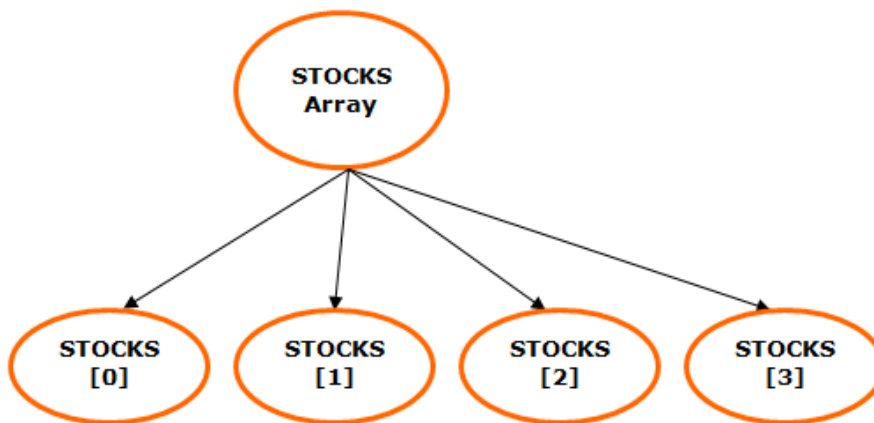 STOCKS
Array
STOCKS
[0]
STOCKS
[1]
STOCKS
[2]
STOCKS
[3]